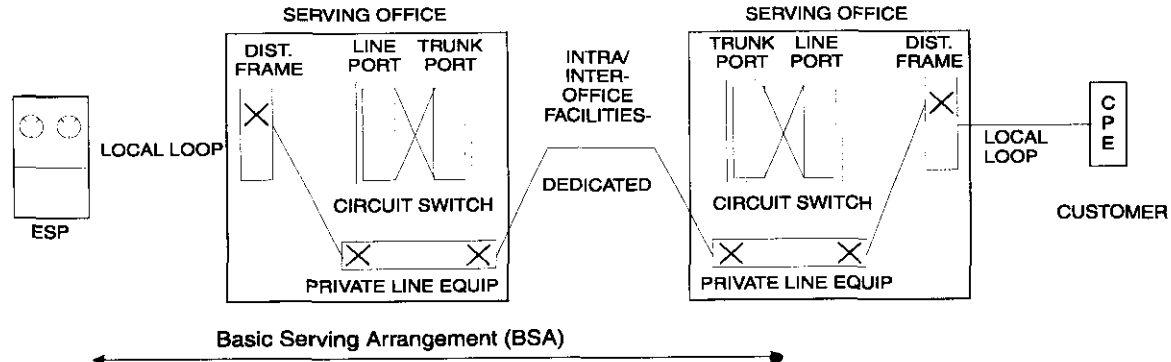 SERVING OFFICE
SERVING OFFICE
DIST.
FRAME
LINE
PORT
TRUNK
PORT
INTRA/
INTER-
OFFICE
FACILITIES-
TRUNK
PORT
LINE
PORT
DIST.
FRAME
C
P
E
LOCAL LOOP
LOCAL
LOOP
DEDICATED
CIRCUIT SWITCH
CIRCUIT SWITCH
CUSTOMER
ESP
PRIVATE LINE EQUIP
PRIVATE LINE EQUIP
Basic Serving Arrangement (BSA)